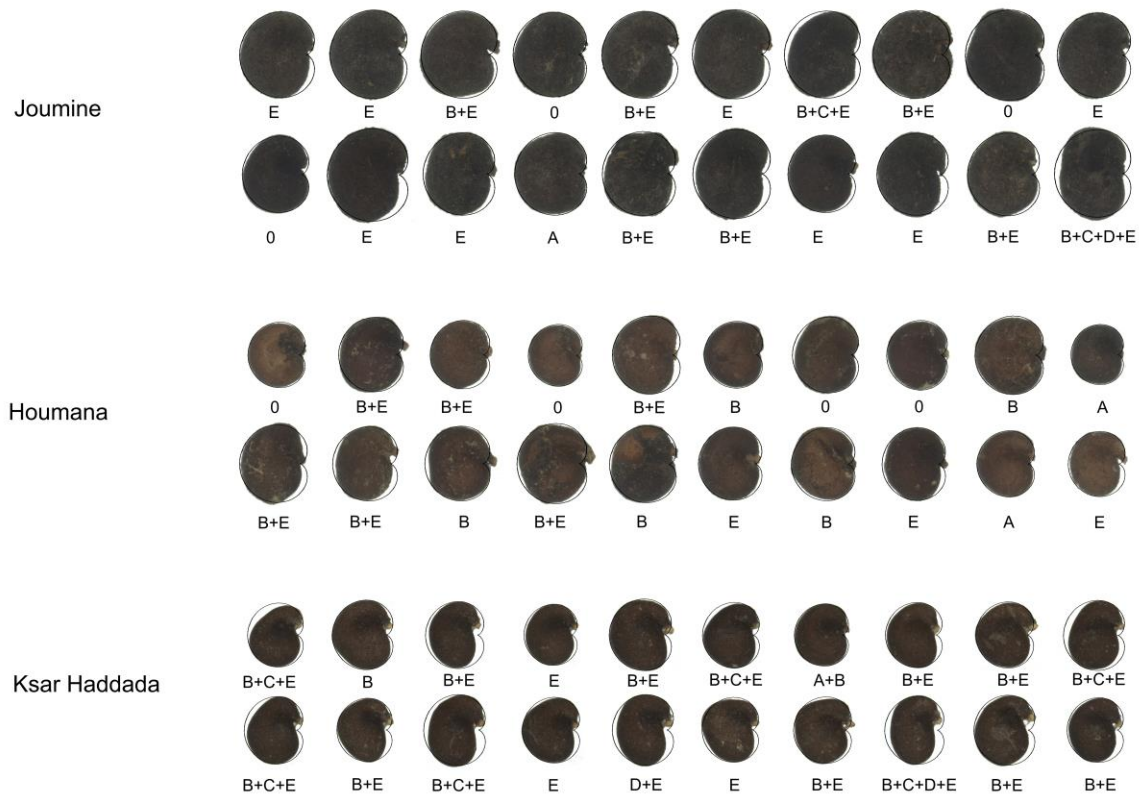 E E B+E 0 B+E E B+C+E B+E 0 E
Joumine
0 E E A B+E B+E E E B+E B+C+D+E
0 B+E B+E 0 B+E B 0 0 B A
Houmana
B+E B+E B B+E B E B E A E
B+C+E B B+E E B+E B+C+E A+B B+E B+E B+C+E
Ksar Haddada
B+C+E B+E B+C+E E D+E E B+E B+C+D+E B+E B+E